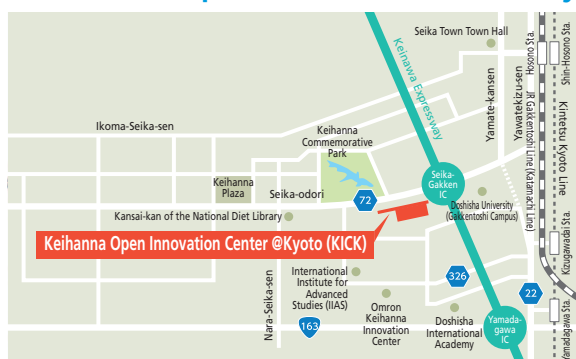 Seika Town Town Hall
Hosono Sta.
Shin-Hosono Sta.
Keinawa Expressway
Yamate-kansen
Yawatekizu-sen
JR Gakkentoshi Line (Katamachi Line)
Kintetsu Kyoto Line
Ikoma-Seika-sen
Keihanna
Commemorative
Park
Keihanna
Plaza
Seika-odori
72
Seika-
Gakken
IC
Doshisha University
(Gakkentoshi Campus)
Kansai-kan of the National Diet Library
Keihanna Open Innovation Center @Kyoto (KICK)
Kizugawadai Sta.
Nara-Seika-sen
International
Institute for
Advanced
Studies (IIAS)
326
22
163
Omron
Keihanna
Innovation
Center
Doshisha
International
Academy
Yamada-
gawa
IC
Yamadagawa Sta.